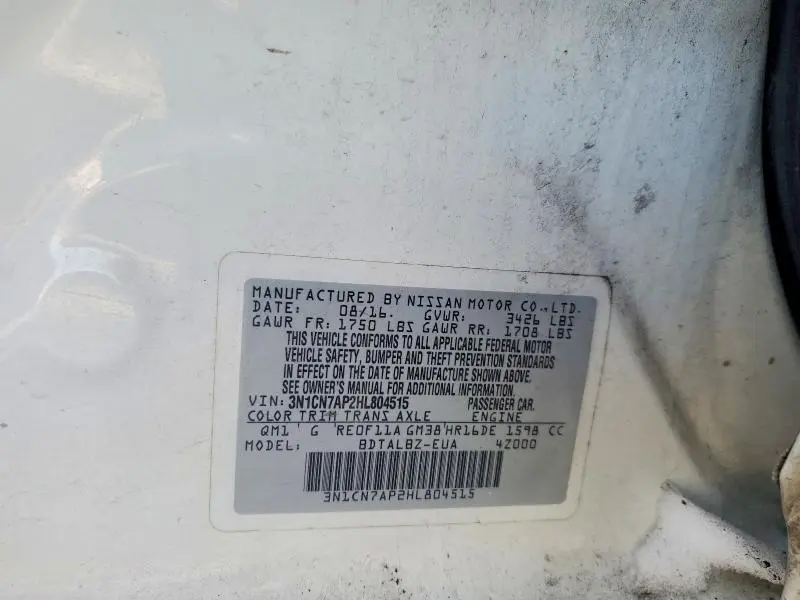 MANUFACTURED BY NISSAN MOTOR CO.,LTD.
DATE: 08/16. GVWR: 3426 LBS
GAWR FR: 1750 LBS GAWR RR: 1708 LBS
THIS VEHICLE CONFORMS TO ALL APPLICABLE FEDERAL MOTOR
VEHICLE SAFETY, BUMPER AND THEFT PREVENTION STANDARDS
IN EFFECT ON THE DATE OF MANUFACTURE SHOWN ABOVE.
SEE OWNER'S MANUAL FOR ADDITIONAL INFORMATION.
VIN: 3N1CN7AP2HL804515 PASSENGER CAR.
COLOR TRIM TRANS AXLE ENGINE
QM1 ' G ' RE0F11A GM38'HR16DE 1598 CC
MODEL: BDTALBZ-EUA 4Z000
3N1CN7AP2HL804515